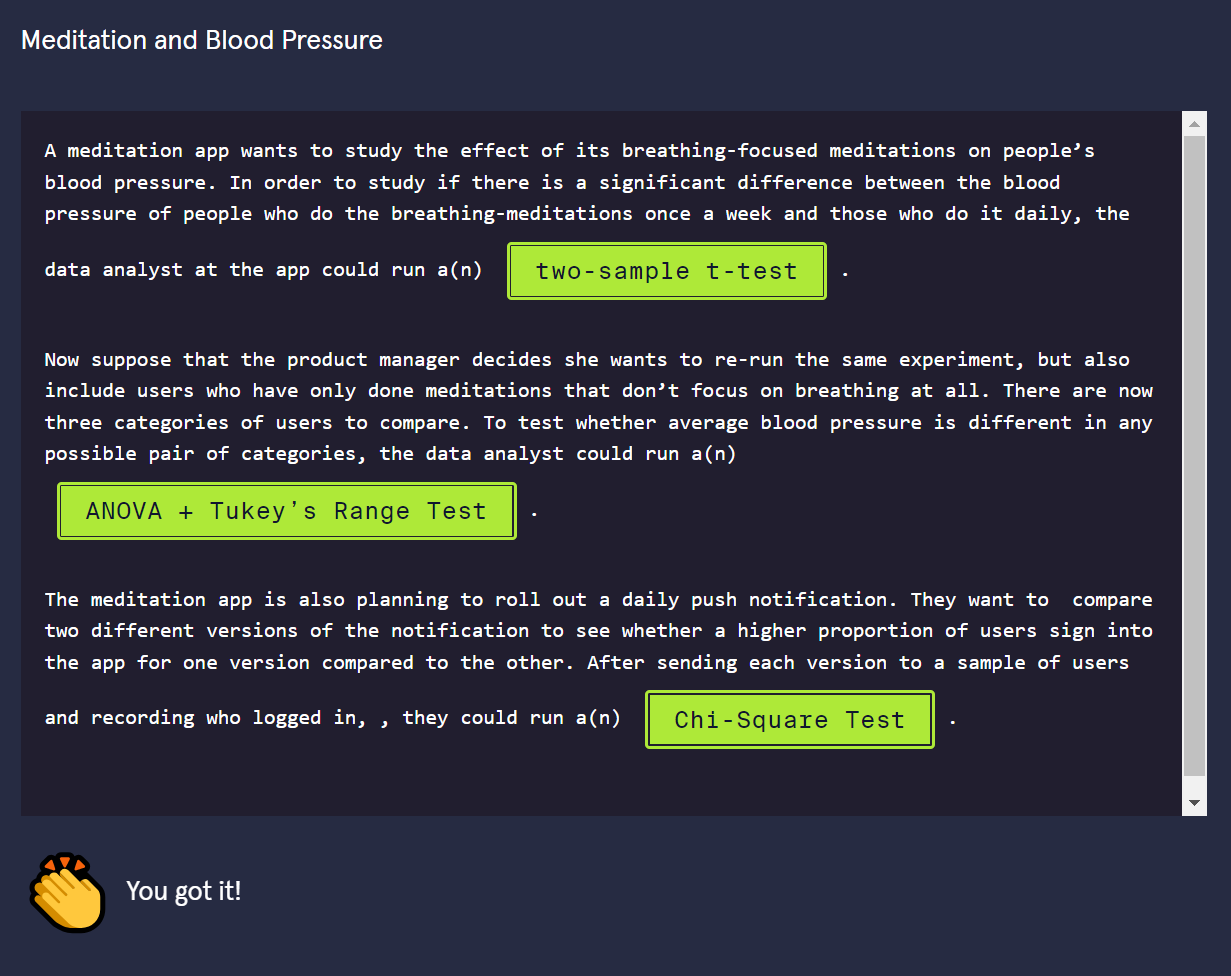 Meditation and Blood Pressure
A meditation app wants to study the effect of its breathing-focused meditations on people’s
blood pressure. In order to study if there is a significant difference between the blood
pressure of people who do the breathing-meditations once a week and those who do it daily, the
data analyst at the app could run a(n) two-sample t-test .
Now suppose that the product manager decides she wants to re-run the same experiment, but also
include users who have only done meditations that don’t focus on breathing at all. There are now
three categories of users to compare. To test whether average blood pressure is different in any
possible pair of categories, the data analyst could run a(n)
ANOVA + Tukey’s Range Test .
The meditation app is also planning to roll out a daily push notification. They want to  compare
two different versions of the notification to see whether a higher proportion of users sign into
the app for one version compared to the other. After sending each version to a sample of users
and recording who logged in, , they could run a(n) Chi-Square Test .
You got it!